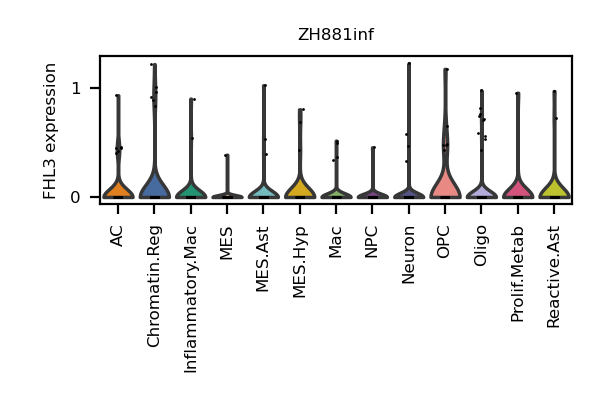 ZH881inf
FHL3 expression
1
0
AC
Chromatin.Reg
Inflammatory.Mac
MES
MES.Ast
MES.Hyp
Mac
NPC
Neuron
OPC
Oligo
Prolif.Metab
Reactive.Ast